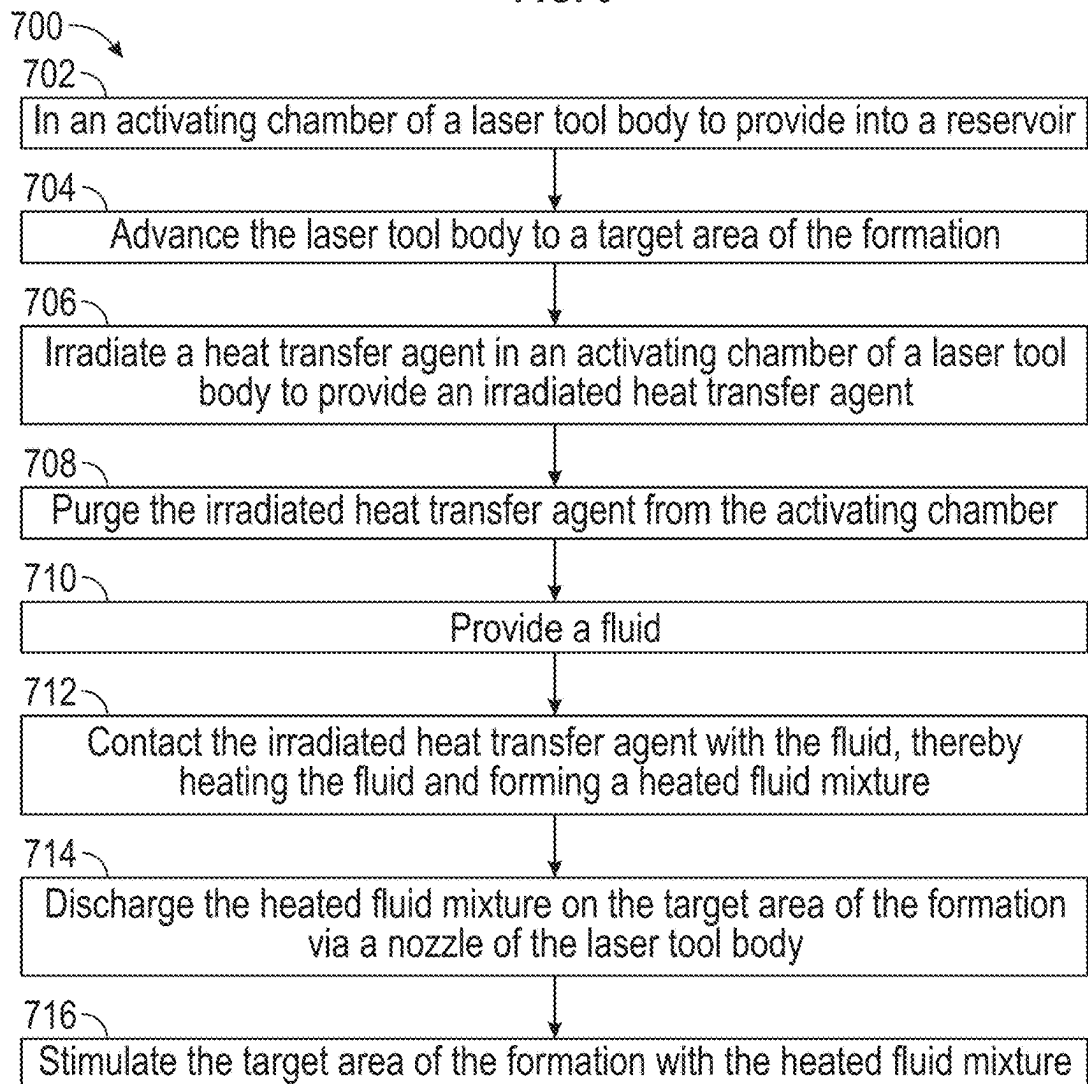 700
702
In an activating chamber of a laser tool body to provide into a reservoir
704
Advance the laser tool body to a target area of the formation
706
Irradiate a heat transfer agent in an activating chamber of a laser tool
body to provide an irradiated heat transfer agent
708
Purge the irradiated heat transfer agent from the activating chamber
710
Provide a fluid
712
Contact the irradiated heat transfer agent with the fluid, thereby
heating the fluid and forming a heated fluid mixture
714
Discharge the heated fluid mixture on the target area of the formation
via a nozzle of the laser tool body
716
Stimulate the target area of the formation with the heated fluid mixture